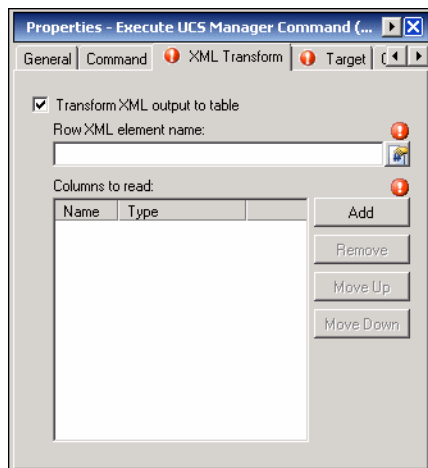 Properties - Execute UCS Manager Command (...
General Command XML Transform Target
Transform XML output to table
Row XML element name:
Columns to read:
Name Type
Add
Remove
Move Up
Move Down